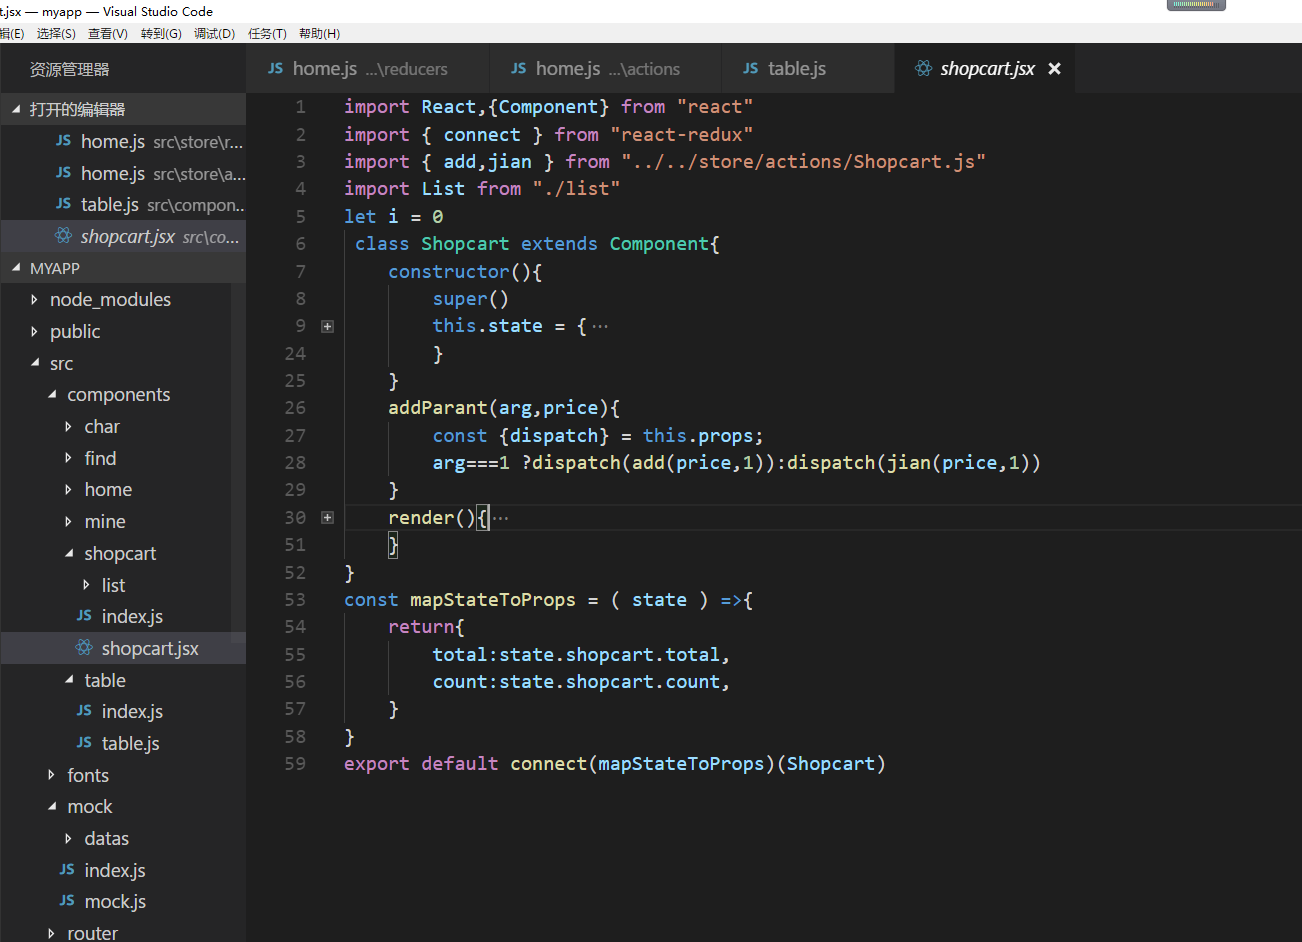 t.jsx — myapp — Visual Studio Code
辑(E) 选择(S) 查看(V) 转到(G) 调试(D) 任务(T) 帮助(H)
资源管理器
home.js ...\reducers
home.js ...\actions
table.js
shopcart.jsx
打开的编辑器
JS home.js src\store\r...
JS home.js src\store\a...
JS table.js src\compon...
shopcart.jsx src\co...
MYAPP
node_modules
public
src
components
char
find
home
mine
shopcart
list
JS index.js
shopcart.jsx
table
JS index.js
JS table.js
fonts
mock
datas
JS index.js
JS mock.js
router
1 import React,{Component} from "react"
2 import { connect } from "react-redux"
3 import { add,jian } from "../../store/actions/Shopcart.js"
4 import List from "./list"
5 let i = 0
6 class Shopcart extends Component{
7 constructor(){
8 super()
9 this.state = {...
24 }
25 }
26 addParant(arg,price){
27 const {dispatch} = this.props;
28 arg===1 ?dispatch(add(price,1)):dispatch(jian(price,1))
29 }
30 render(){...
51 }
52 }
53 const mapStateToProps = ( state ) =>{
54 return{
55 total:state.shopcart.total,
56 count:state.shopcart.count,
57 }
58 }
59 export default connect(mapStateToProps)(Shopcart)